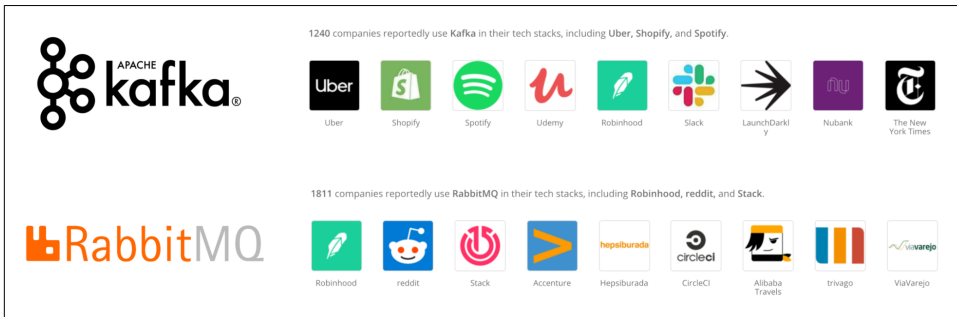 1240 companies reportedly use Kafka in their tech stacks, including Uber, Shopify, and Spotify.
APACHE
kafka®
Uber
S
nu
T
Uber
Shopify
Spotify
Udemy
Robinhood
Slack
LaunchDarkl
y
Nubank
The New
York Times
1811 companies reportedly use RabbitMQ in their tech stacks, including Robinhood, reddit, and Stack.
RabbitMQ
hepsiburada
circleci
viavarejo
Robinhood
reddit
Stack
Accenture
Hepsiburada
CircleCI
Alibaba
Travels
trivago
ViaVarejo